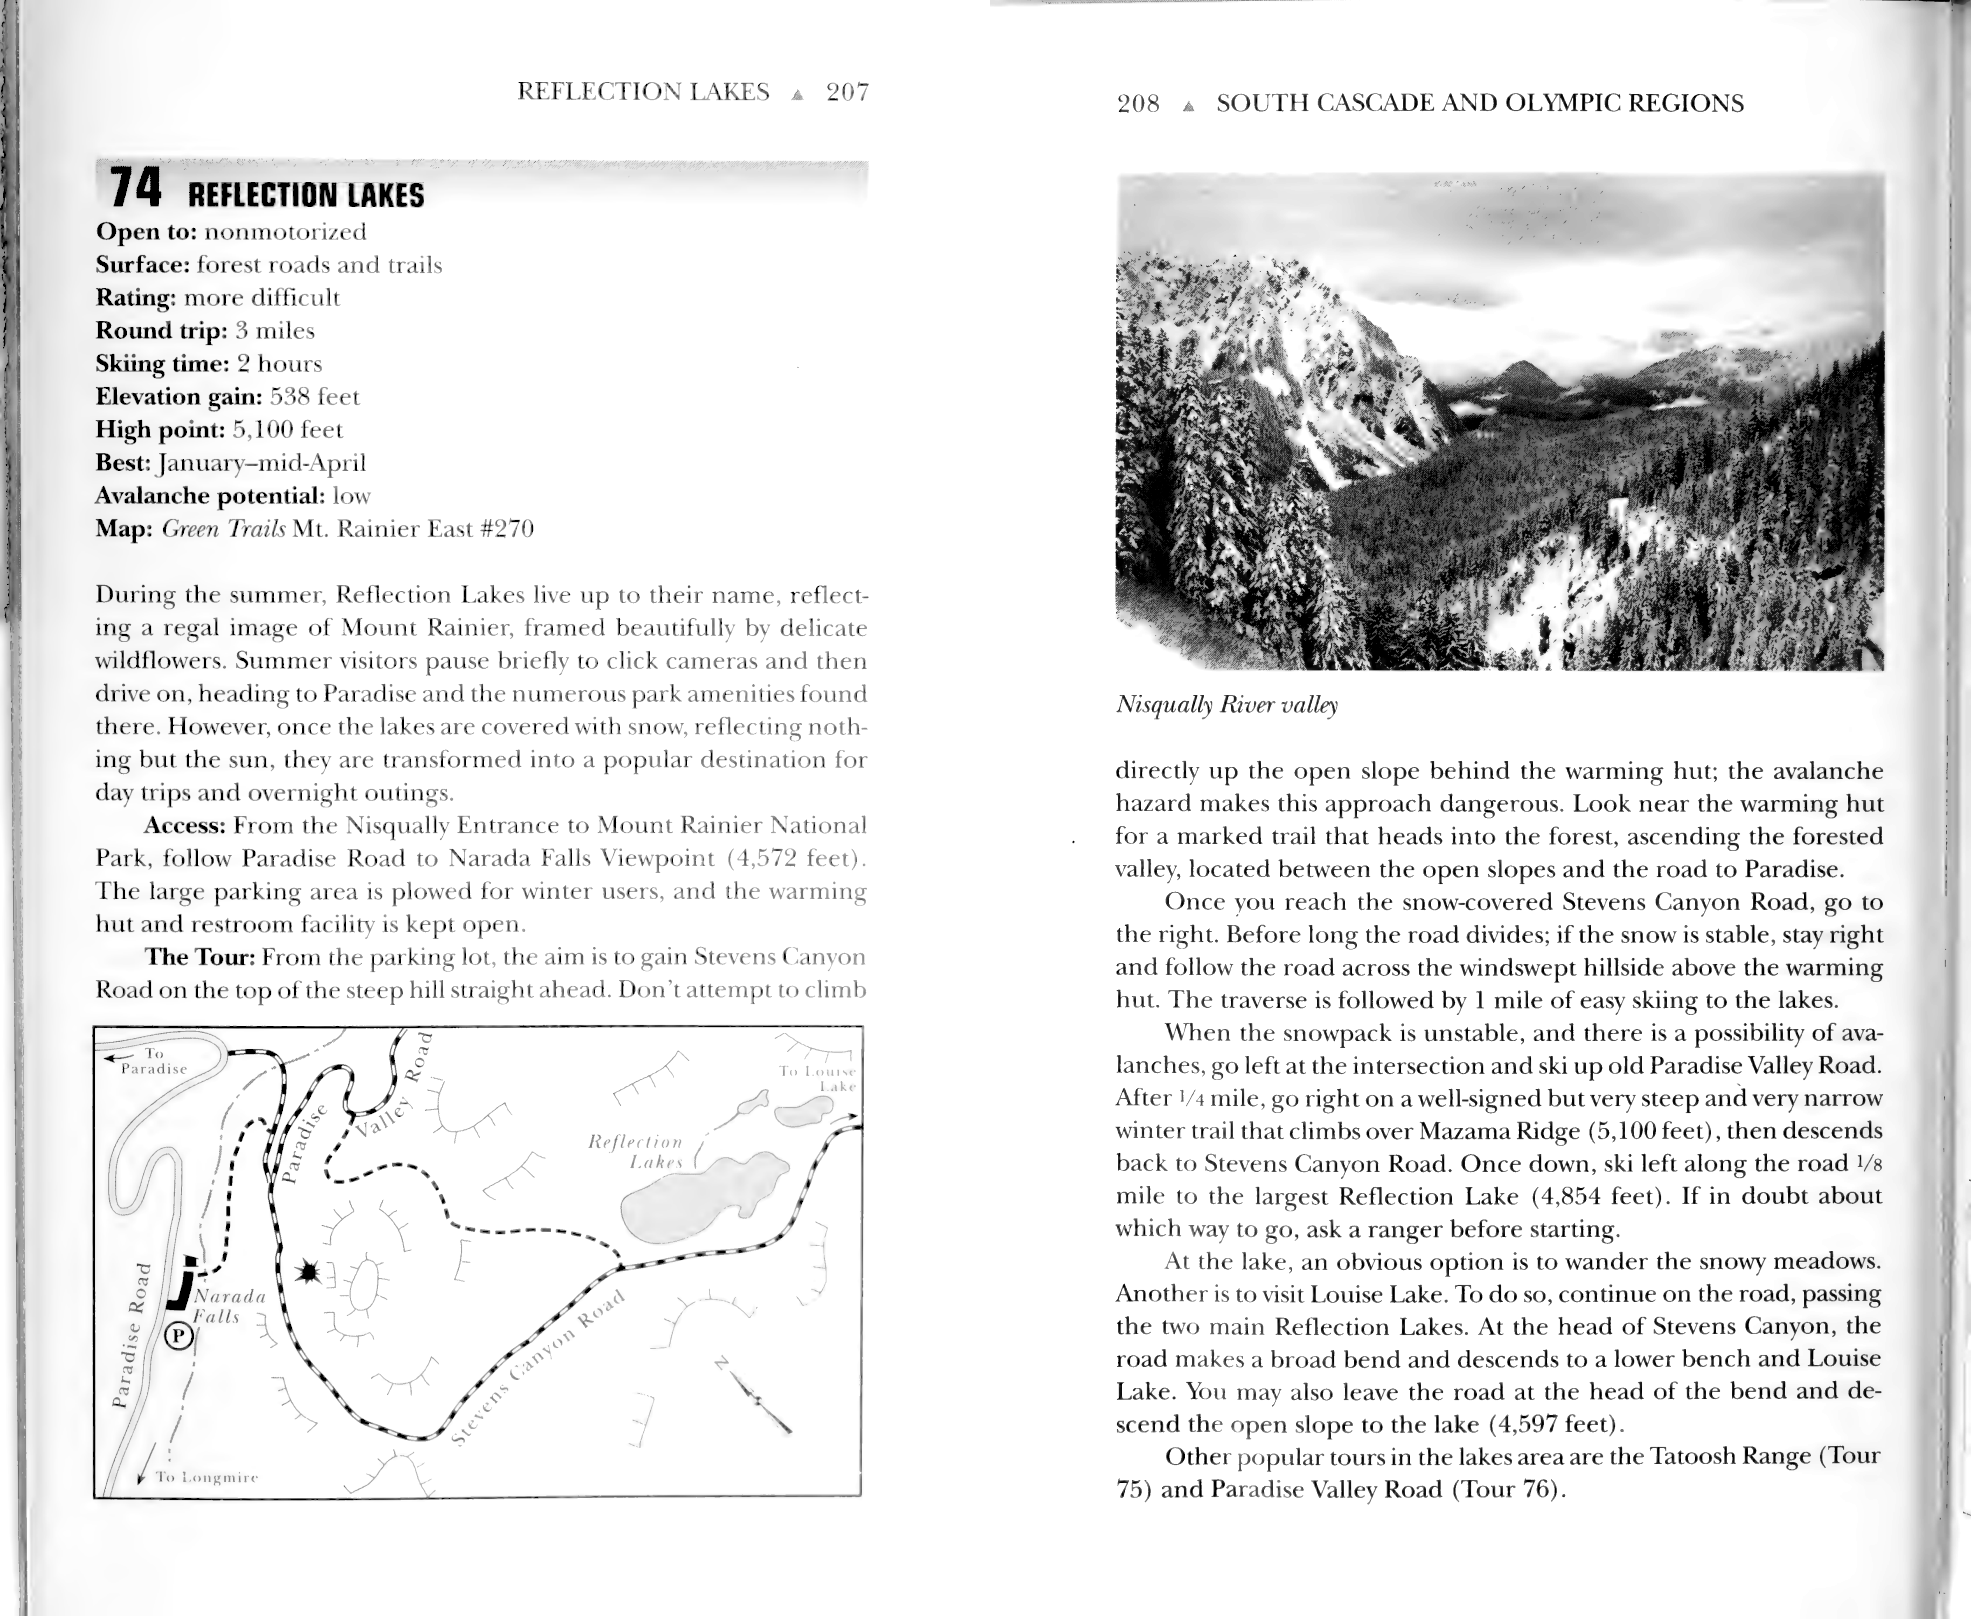 REFLECTION LAKES ▲ 207
74 REFLECTION LAKES
Open to: nonmotorized
Surface: forest roads and trails
Rating: more difficult
Round trip: 3 miles
Skiing time: 2 hours
Elevation gain: 538 feet
High point: 5,100 feet
Best: January–mid-April
Avalanche potential: low
Map: Green Trails Mt. Rainier East #270
During the summer, Reflection Lakes live up to their name, reflect-
ing a regal image of Mount Rainier, framed beautifully by delicate
wildflowers. Summer visitors pause briefly to click cameras and then
drive on, heading to Paradise and the numerous park amenities found
there. However, once the lakes are covered with snow, reflecting noth-
ing but the sun, they are transformed into a popular destination for
day trips and overnight outings.
Access: From the Nisqually Entrance to Mount Rainier National
Park, follow Paradise Road to Narada Falls Viewpoint (4,572 feet).
The large parking area is plowed for winter users, and the warming
hut and restroom facility is kept open.
The Tour: From the parking lot, the aim is to gain Stevens Canyon
Road on the top of the steep hill straight ahead. Don't attempt to climb
To
Paradise
Paradise
Valley Road
To Louise
Lake
Reflection
Lakes
Paradise Road
Narada
Falls
P
Stevens Canyon Road
N
To Longmire
208 ▲ SOUTH CASCADE AND OLYMPIC REGIONS
Nisqually River valley
directly up the open slope behind the warming hut; the avalanche
hazard makes this approach dangerous. Look near the warming hut
for a marked trail that heads into the forest, ascending the forested
valley, located between the open slopes and the road to Paradise.
Once you reach the snow-covered Stevens Canyon Road, go to
the right. Before long the road divides; if the snow is stable, stay right
and follow the road across the windswept hillside above the warming
hut. The traverse is followed by 1 mile of easy skiing to the lakes.
When the snowpack is unstable, and there is a possibility of ava-
lanches, go left at the intersection and ski up old Paradise Valley Road.
After 1/4 mile, go right on a well-signed but very steep and very narrow
winter trail that climbs over Mazama Ridge (5,100 feet), then descends
back to Stevens Canyon Road. Once down, ski left along the road 1/8
mile to the largest Reflection Lake (4,854 feet). If in doubt about
which way to go, ask a ranger before starting.
At the lake, an obvious option is to wander the snowy meadows.
Another is to visit Louise Lake. To do so, continue on the road, passing
the two main Reflection Lakes. At the head of Stevens Canyon, the
road makes a broad bend and descends to a lower bench and Louise
Lake. You may also leave the road at the head of the bend and de-
scend the open slope to the lake (4,597 feet).
Other popular tours in the lakes area are the Tatoosh Range (Tour
75) and Paradise Valley Road (Tour 76).